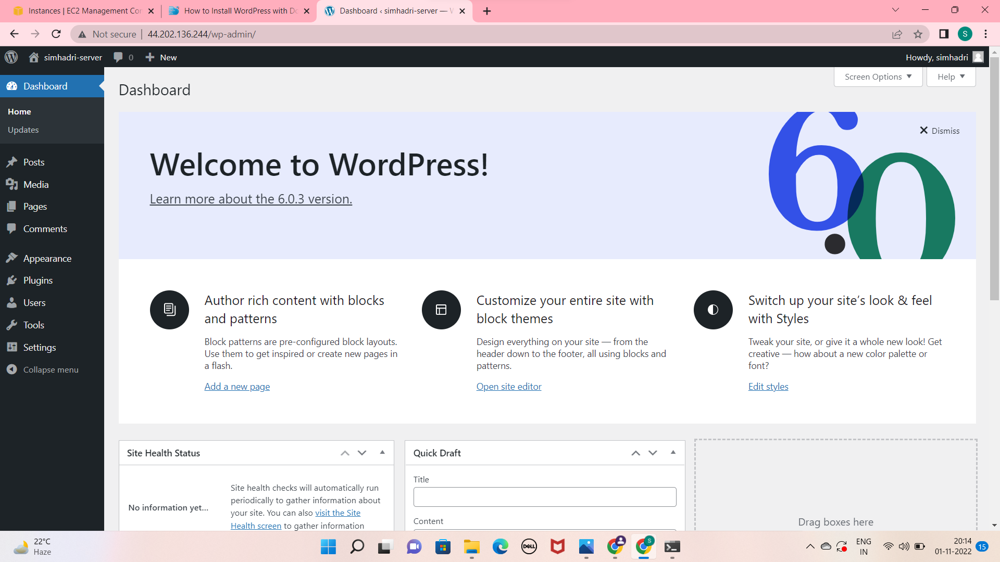 Instances | EC2 Management Con
How to Install WordPress with Do
Dashboard ‹ simhadri-server — W
Not secure
44.202.136.244/wp-admin/
S
simhadri-server
0
New
Howdy, simhadri
Dashboard
Home
Updates
Posts
Media
Pages
Comments
Appearance
Plugins
Users
Tools
Settings
Collapse menu
Dashboard
Screen Options
Help
Dismiss
Welcome to WordPress!
Learn more about the 6.0.3 version.
6.0
Author rich content with blocks
and patterns
Block patterns are pre-configured block layouts.
Use them to get inspired or create new pages in
a flash.
Add a new page
Customize your entire site with
block themes
Design everything on your site — from the
header down to the footer, all using blocks and
patterns.
Open site editor
Switch up your site’s look & feel
with Styles
Tweak your site, or give it a whole new look! Get
creative — how about a new color palette or
font?
Edit styles
Site Health Status
No information yet...
Site health checks will automatically run
periodically to gather information about
your site. You can also visit the Site
Health screen to gather information
Quick Draft
Title
Content
Drag boxes here
22°C
Haze
DELL
S
ENG
IN
20:14
01-11-2022
15